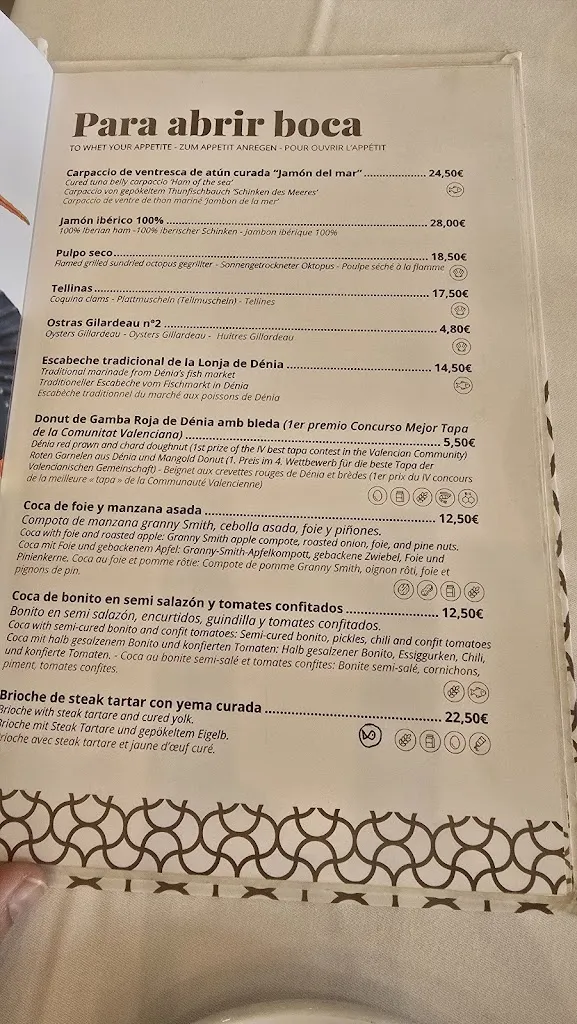 Para abrir boca
TO WHET YOUR APPETITE - ZUM APPETIT ANREGEN - POUR OUVRIR L'APPÉTIT
Carpaccio de ventresca de atún curada "Jamón del mar" 24,50€
Cured tuna belly carpaccio 'Ham of the sea'
Carpaccio von gepökeltem Thunfischbauch 'Schinken des Meeres'
Carpaccio de ventre de thon mariné 'Jambon de la mer'
Jamón ibérico 100% 28,00€
100% Iberian ham -100% iberischer Schinken - Jambon ibérique 100%
Pulpo seco 18,50€
Flamed grilled sundried octopus gegrillter - Sonnengetrockneter Oktopus - Poulpe séché à la flamme
Tellinas 17,50€
Coquina clams - Plattmuscheln (Tellmuscheln) - Tellines
Ostras Gilardeau nº2 4,80€
Oysters Gillardeau - Oysters Gillardeau - Huîtres Gillardeau
Escabeche tradicional de la Lonja de Dénia 14,50€
Traditional marinade from Dénia's fish market
Traditioneller Escabeche vom Fischmarkt in Dénia
Escabèche traditionnel du marché aux poissons de Dénia
Donut de Gamba Roja de Dénia amb bleda (1er premio Concurso Mejor Tapa
de la Comunitat Valenciana) 5,50€
Dénia red prawn and chard doughnut (1st prize of the IV best tapa contest in the Valencian Community)
Roten Garnelen aus Dénia und Mangold Donut (1. Preis im 4. Wettbewerb für die beste Tapa der
Valencianischen Gemeinschaft) - Beignet aux crevettes rouges de Dénia et brèdes (1er prix du IV concours
de la meilleure « tapa » de la Communauté Valencienne)
Coca de foie y manzana asada 12,50€
Compota de manzana granny Smith, cebolla asada, foie y piñones.
Coca with foie and roasted apple: Granny Smith apple compote, roasted onion, foie, and pine nuts.
Coca mit Foie und gebackenem Apfel: Granny-Smith-Apfelkompott, gebackene Zwiebel, Foie und
Pinienkerne. Coca au foie et pomme rôtie: Compote de pomme Granny Smith, oignon rôti, foie et
pignons de pin.
Coca de bonito en semi salazón y tomates confitados 12,50€
Bonito en semi salazón, encurtidos, guindilla y tomates confitados.
Coca with semi-cured bonito and confit tomatoes: Semi-cured bonito, pickles, chili and confit tomatoes
Coca mit halb gesalzenem Bonito und konfierten Tomaten: Halb gesalzener Bonito, Essiggurken, Chili,
und konfierte Tomaten. - Coca au bonite semi-salé et tomates confites: Bonite semi-salé, cornichons,
piment, tomates confites.
Brioche de steak tartar con yema curada 22,50€
Brioche with steak tartare and cured yolk.
Brioche mit Steak Tartare und gepökeltem Eigelb.
rioche avec steak tartare et jaune d'œuf curé.